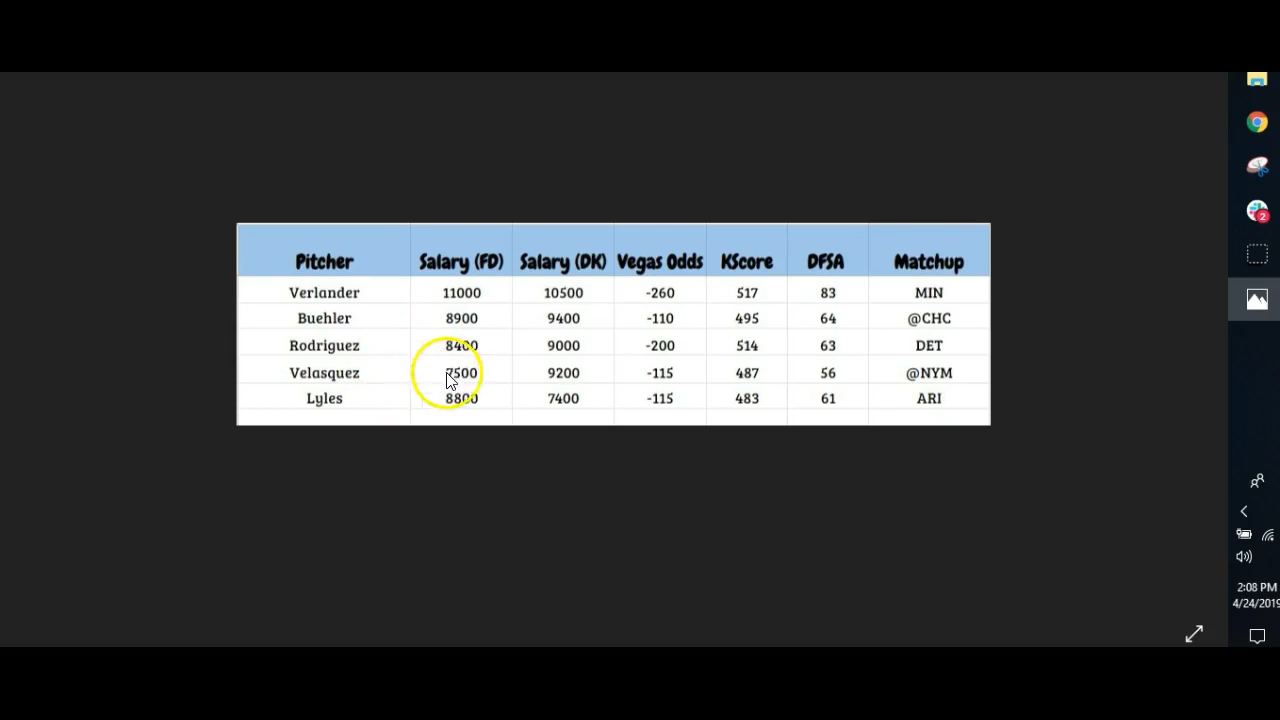 Pitcher Salary (FD) Salary (DK) Vegas Odds KScore DFSA Matchup
Verlander 11000 10500 -260 517 83 MIN
Buehler 8900 9400 -110 495 64 @CHC
Rodriguez 8400 9000 -200 514 63 DET
Velasquez 7500 9200 -115 487 56 @NYM
Lyles 8800 7400 -115 483 61 ARI
2
2:08 PM
4/24/2019